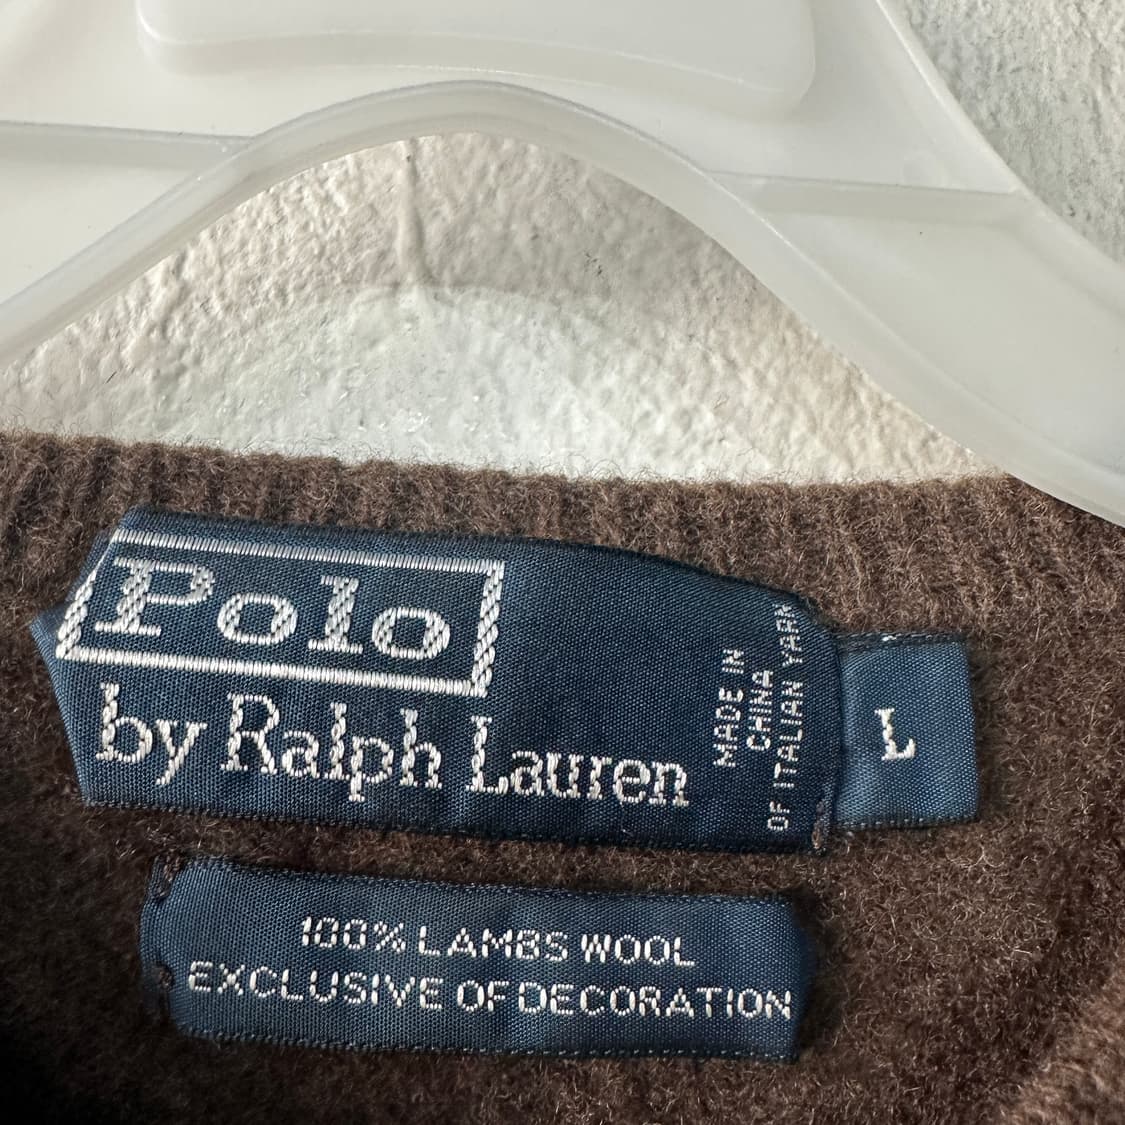 Polo
by Ralph Lauren
MADE IN
CHINA
OF ITALIAN YARN
L
100% LAMBS WOOL
EXCLUSIVE OF DECORATION